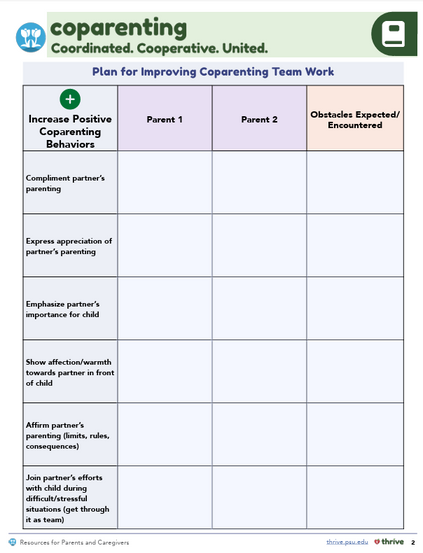 coparenting
Coordinated. Cooperative. United.
Plan for Improving Coparenting Team Work
Increase Positive
Coparenting
Behaviors
Parent 1
Parent 2
Obstacles Expected/
Encountered
Compliment partner's
parenting
Express appreciation of
partner's parenting
Emphasize partner's
importance for child
Show affection/warmth
towards partner in front
of child
Affirm partner's
parenting (limits, rules,
consequences)
Join partner's efforts
with child during
difficult/stressful
situations (get through
it as team)
Resources for Parents and Caregivers
thrive.psu.edu
thrive
2